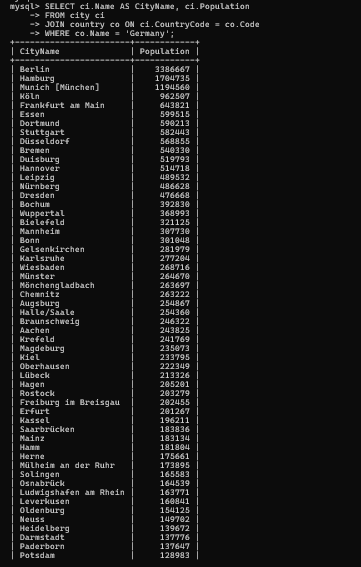 mysql> SELECT ci.Name AS CityName, ci.Population
    -> FROM city ci
    -> JOIN country co ON ci.CountryCode = co.Code
    -> WHERE co.Name = 'Germany';
+----------------------+------------+
| CityName             | Population |
+----------------------+------------+
| Berlin               |    3386667 |
| Hamburg              |    1704735 |
| Munich [München]     |    1194560 |
| Köln                 |     962507 |
| Frankfurt am Main    |     643821 |
| Essen                |     599515 |
| Dortmund             |     590213 |
| Stuttgart            |     582443 |
| Düsseldorf           |     568855 |
| Bremen               |     540330 |
| Duisburg             |     519793 |
| Hannover             |     514718 |
| Leipzig              |     489532 |
| Nürnberg             |     486628 |
| Dresden              |     476668 |
| Bochum               |     392830 |
| Wuppertal            |     368993 |
| Bielefeld            |     321125 |
| Mannheim             |     307730 |
| Bonn                 |     301048 |
| Gelsenkirchen        |     281979 |
| Karlsruhe            |     277204 |
| Wiesbaden            |     268716 |
| Münster              |     264670 |
| Mönchengladbach      |     263697 |
| Chemnitz             |     263222 |
| Augsburg             |     254867 |
| Halle/Saale          |     254360 |
| Braunschweig         |     246322 |
| Aachen               |     243825 |
| Krefeld              |     241769 |
| Magdeburg            |     235073 |
| Kiel                 |     233795 |
| Oberhausen           |     222349 |
| Lübeck               |     213326 |
| Hagen                |     205201 |
| Rostock              |     203279 |
| Freiburg im Breisgau |     202455 |
| Erfurt               |     201267 |
| Kassel               |     196211 |
| Saarbrücken          |     183836 |
| Mainz                |     183134 |
| Hamm                 |     181804 |
| Herne                |     175661 |
| Mülheim an der Ruhr  |     173895 |
| Solingen             |     165583 |
| Osnabrück            |     164539 |
| Ludwigshafen am Rhein |     163771 |
| Leverkusen           |     160841 |
| Oldenburg            |     154125 |
| Neuss                |     149702 |
| Heidelberg           |     139672 |
| Darmstadt            |     137776 |
| Paderborn            |     137647 |
| Potsdam              |     128983 |